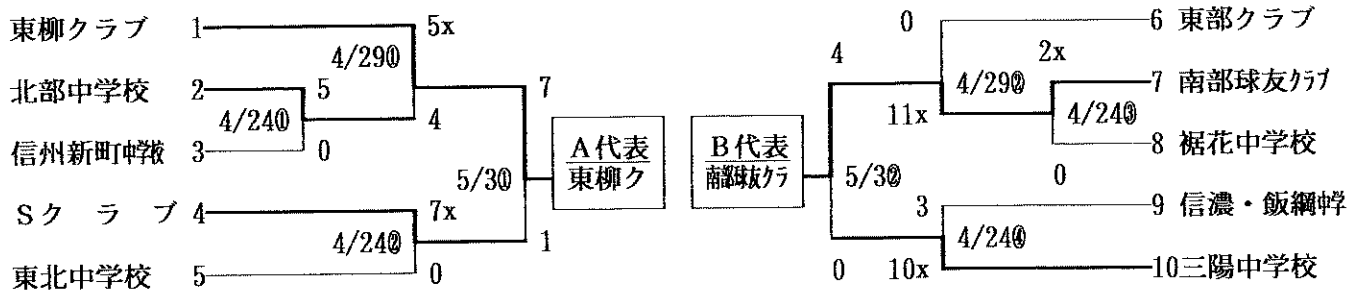 東柳クラブ 1 5x
4/29①
北部中学校 2 5
4/24① 4 7
信州新町中学校 3 0
A代表
東柳ク
5/3①
Sクラブ 4 7x
4/24② 1
東北中学校 5 0
0 6 東部クラブ
4 2x
4/29② 7 南部球友クラブ
11x 4/24③
8 裾花中学校
0
B代表
南部球友クラ
5/3②
3 9 信濃・飯綱中学
4/24④
0 10x 10三陽中学校